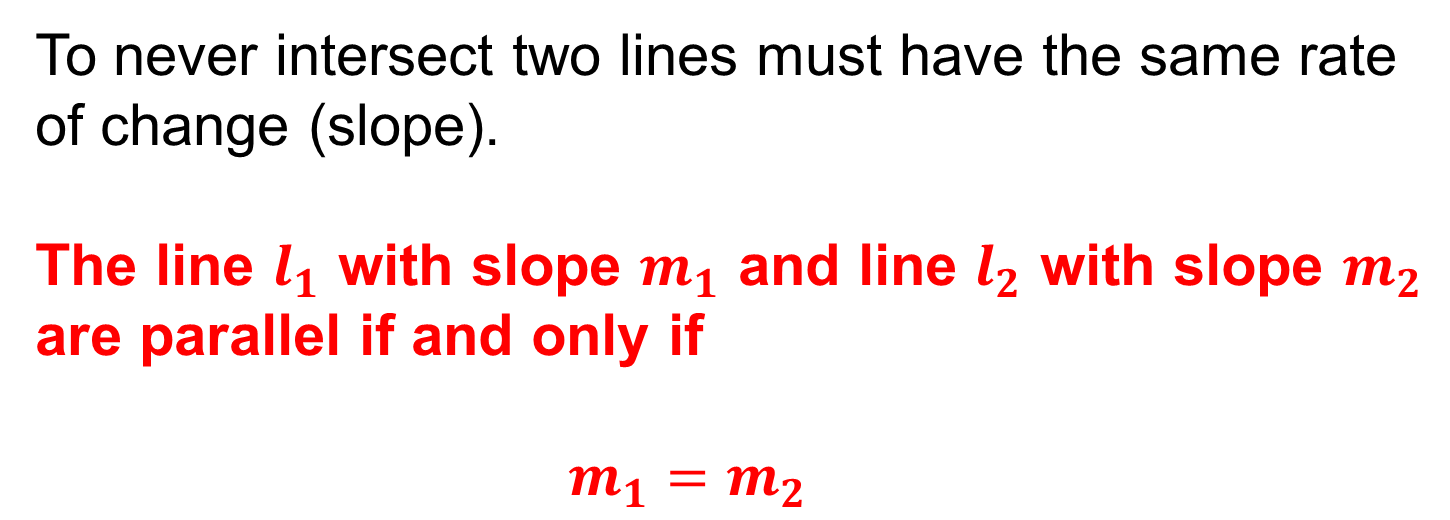 To never intersect two lines must have the same rate
of change (slope).
The line l₁ with slope m₁ and line l₂ with slope m₂
are parallel if and only if
m₁ = m₂